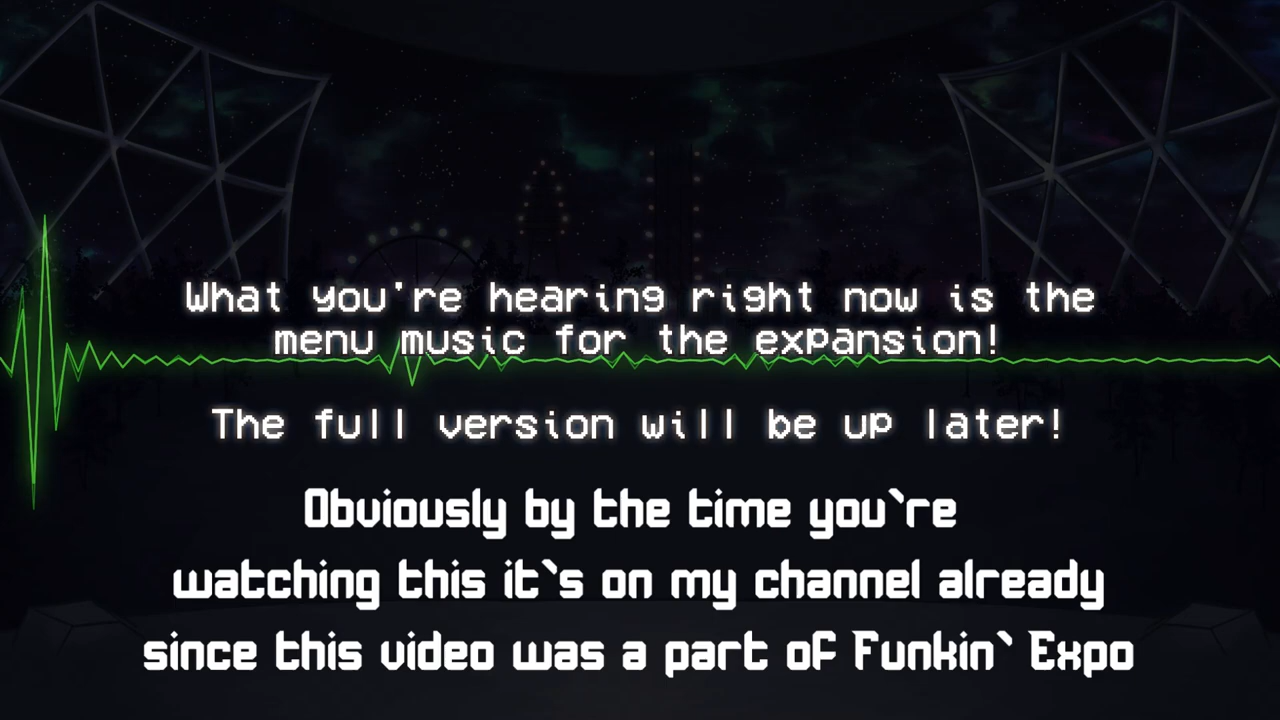 What you're hearing right now is the
menu music for the expansion!
The full version will be up later!
Obviously by the time you`re
watching this it`s on my channel already
since this video was a part of Funkin` Expo